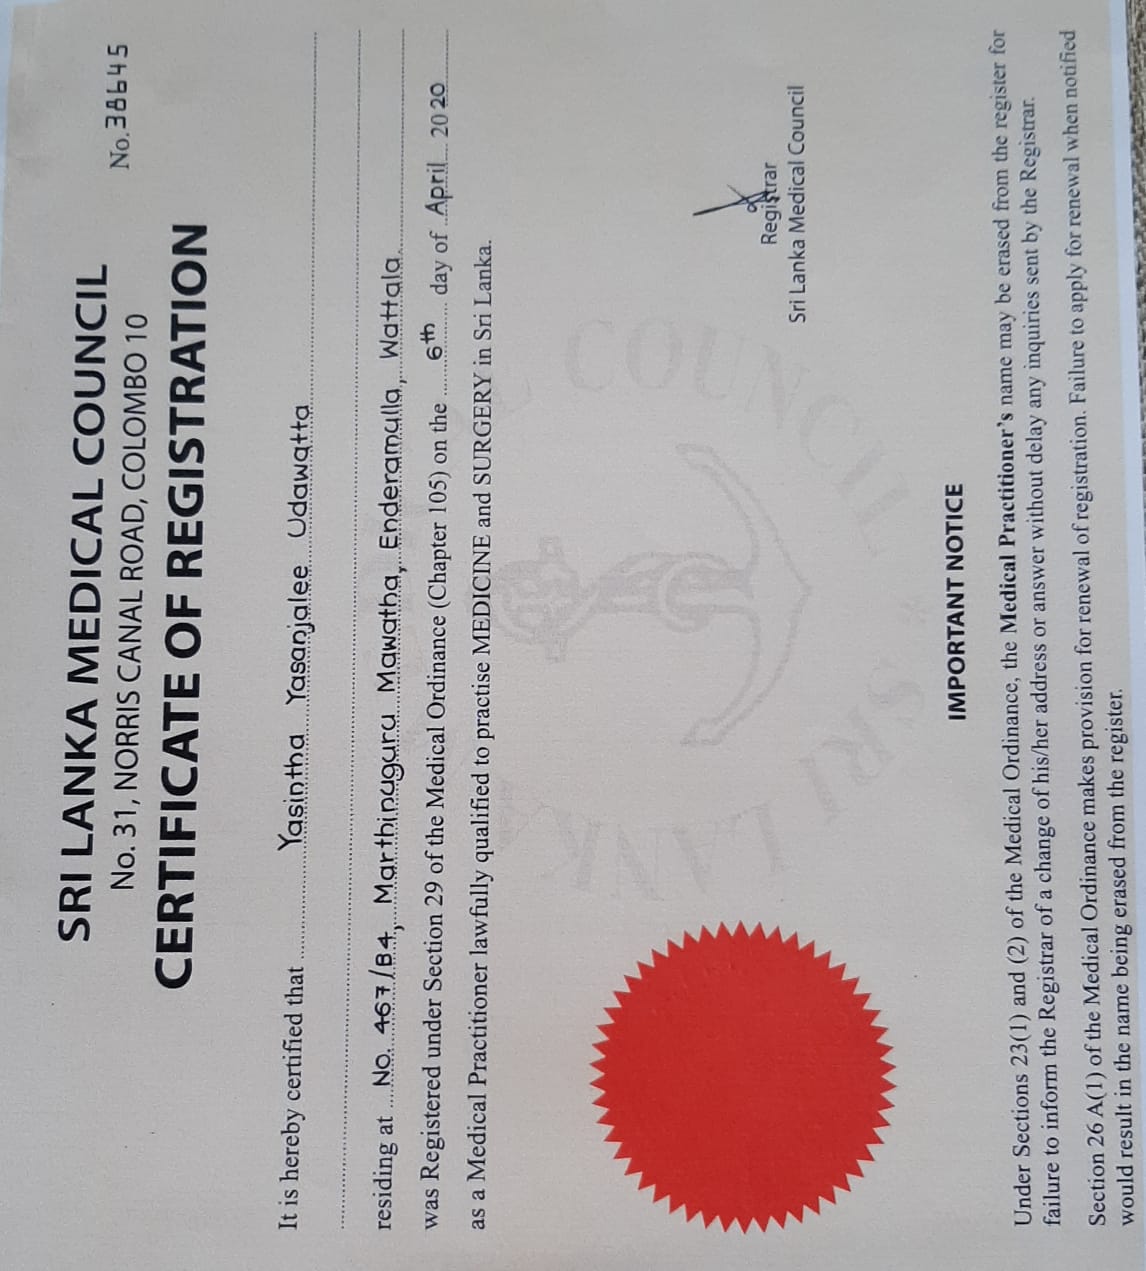 SRI LANKA MEDICAL COUNCIL
No. 31, NORRIS CANAL ROAD, COLOMBO 10
No. 38645
CERTIFICATE OF REGISTRATION
It is hereby certified that Yasintha Yasanjalee Udawatta
residing at No. 467/B4, Marthinuguru Mawatha, Enderamulla, Wattala.
was Registered under Section 29 of the Medical Ordinance (Chapter 105) on the 6th day of April 2020
as a Medical Practitioner lawfully qualified to practise MEDICINE and SURGERY in Sri Lanka.
Registrar
Sri Lanka Medical Council
IMPORTANT NOTICE
Under Sections 23(1) and (2) of the Medical Ordinance, the Medical Practitioner's name may be erased from the register for
failure to inform the Registrar of a change of his/her address or answer without delay any inquiries sent by the Registrar.
Section 26 A(1) of the Medical Ordinance makes provision for renewal of registration. Failure to apply for renewal when notified
would result in the name being erased from the register.